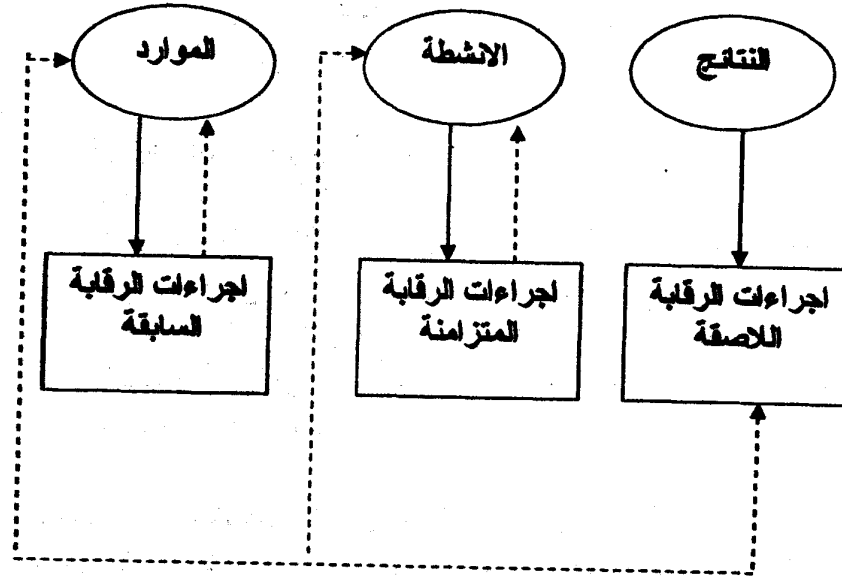 الموارد
الانشطة
النتائج
اجراءات الرقابة
السابقة
اجراءات الرقابة
المتزامنة
اجراءات الرقابة
اللاصقة